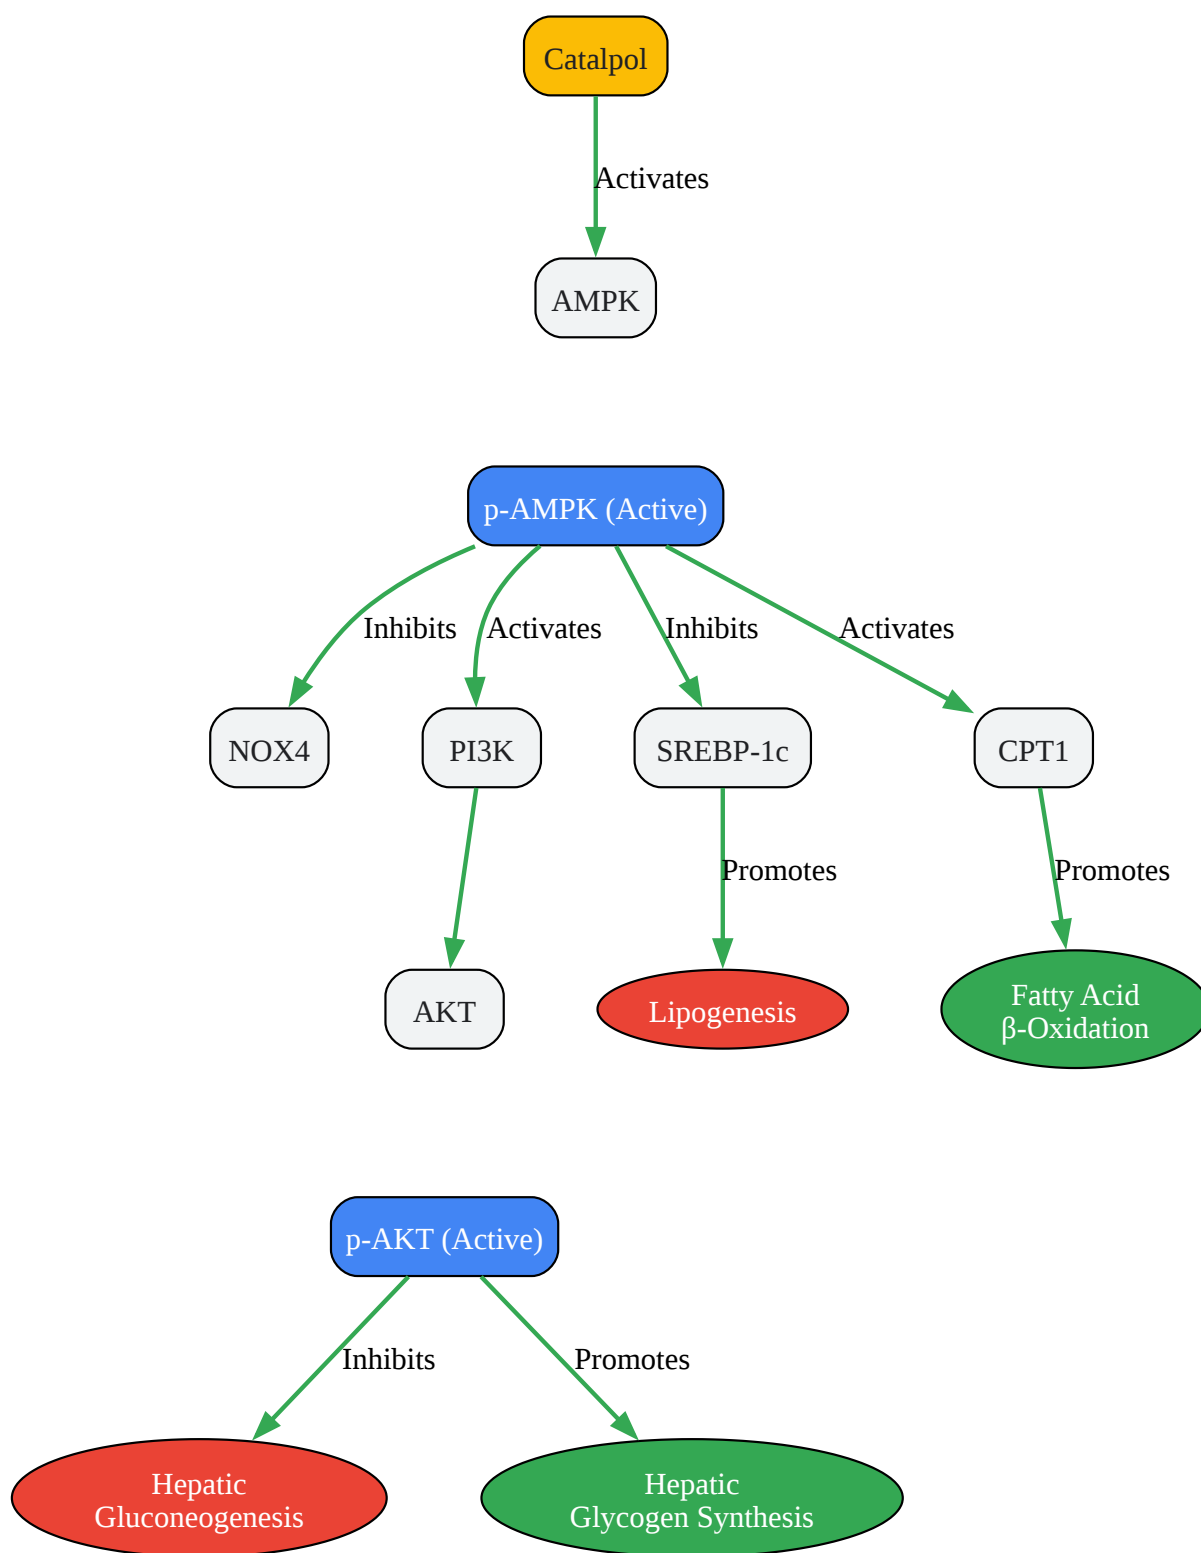 Catalpol
Activates
AMPK
p-AMPK (Active)
Inhibits
Activates
Inhibits
Activates
NOX4
PI3K
SREBP-1c
CPT1
Promotes
Promotes
AKT
Lipogenesis
Fatty Acid
β-Oxidation
p-AKT (Active)
Inhibits
Promotes
Hepatic
Gluconeogenesis
Hepatic
Glycogen Synthesis